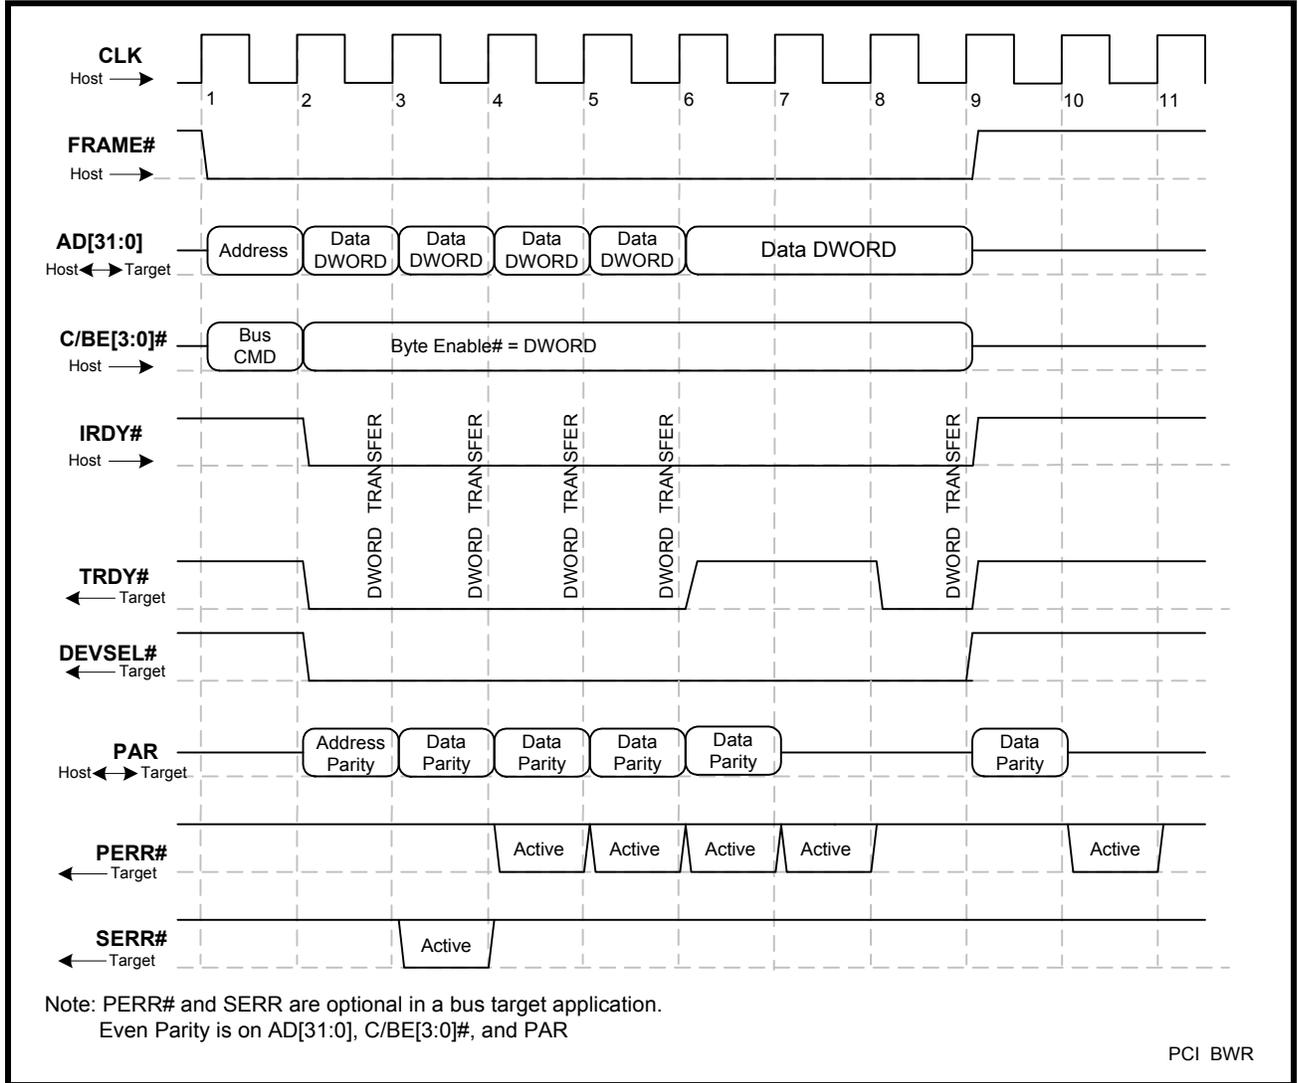 CLK
Host
1 2 3 4 5 6 7 8 9 10 11
FRAME#
Host
AD[31:0]
Host Target
Address
Data
DWORD
Data
DWORD
Data
DWORD
Data
DWORD
Data DWORD
C/BE[3:0]#
Host
Bus
CMD
Byte Enable# = DWORD
IRDY#
Host
DWORD TRANSFER
DWORD TRANSFER
DWORD TRANSFER
DWORD TRANSFER
DWORD TRANSFER
TRDY#
Target
DEVSEL#
Target
PAR
Host Target
Address
Parity
Data
Parity
Data
Parity
Data
Parity
Data
Parity
Data
Parity
PERR#
Target
Active
Active
Active
Active
Active
SERR#
Target
Active
Note: PERR# and SERR are optional in a bus target application.
Even Parity is on AD[31:0], C/BE[3:0]#, and PAR
PCI BWR